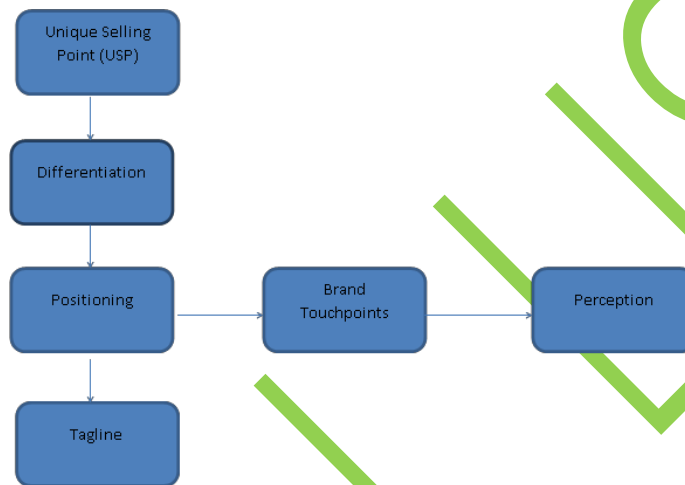 Unique Selling
Point (USP)
Differentiation
Positioning
Brand
Touchpoints
Perception
Tagline